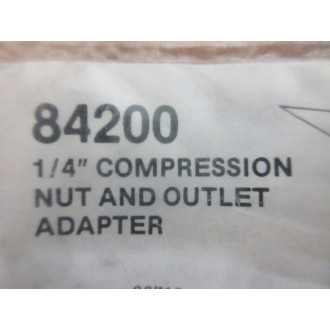 84200
1/4" COMPRESSION
NUT AND OUTLET
ADAPTER